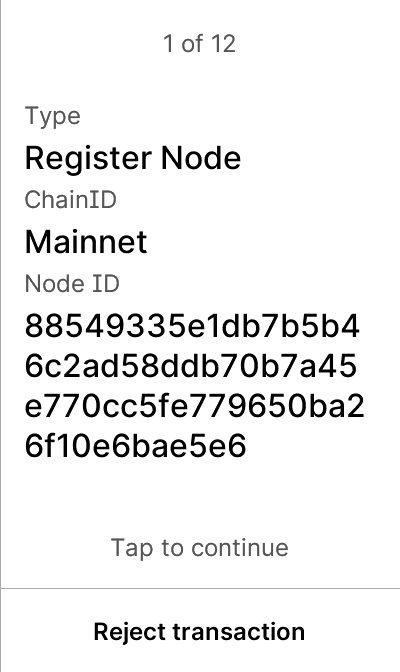 1 of 12
Type
Register Node
ChainID
Mainnet
Node ID
88549335e1db7b5b4
6c2ad58ddb70b7a45
e770cc5fe779650ba2
6f10e6bae5e6
Tap to continue
Reject transaction